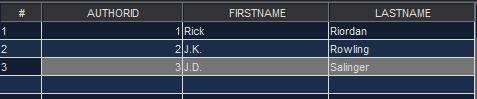 # AUTHORID FIRSTNAME LASTNAME
1 1 Rick Riordan
2 2 J.K. Rowling
3 3 J.D. Salinger